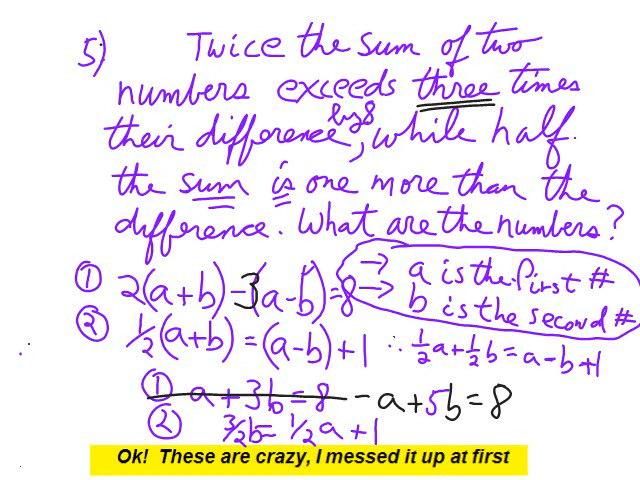 5) Twice the sum of two
numbers exceeds three times
their difference by 8, while half
the sum is one more than the
difference. What are the numbers?
① 2(a+b)-3(a-b)=8 → a is the first #
→ b is the second #
② 1/2(a+b)=(a-b)+1 ∴ 1/2a+1/2b=a-b+1
① a+3b=8 -a+5b=8
② 3/2b=1/2a+1
Ok! These are crazy, I messed it up at first